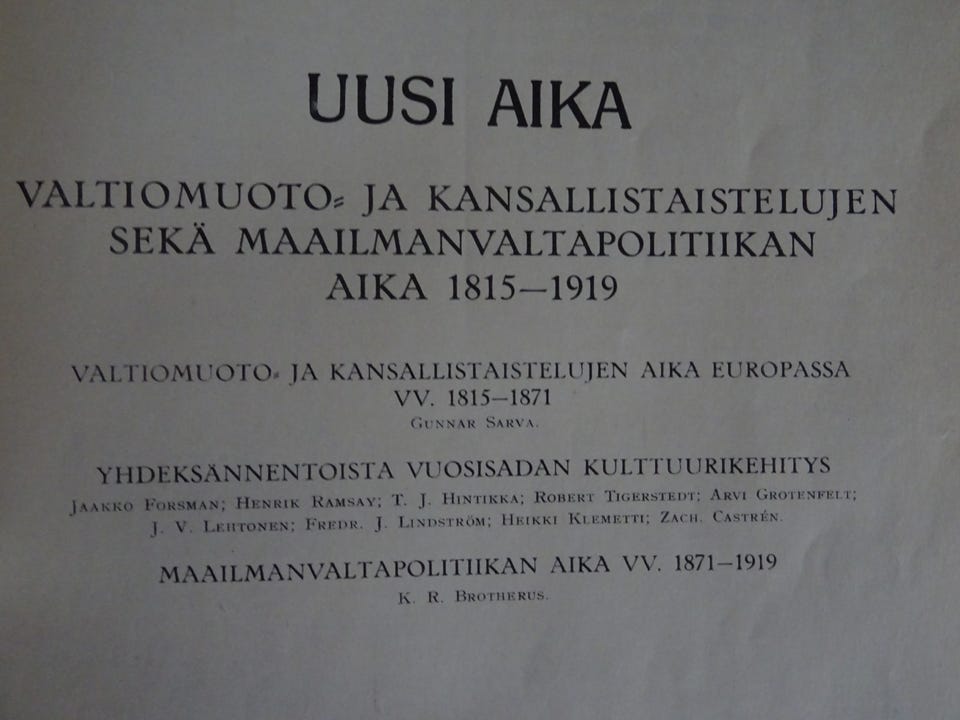 UUSI AIKA
VALTIOMUOTO- JA KANSALLISTAISTELUJEN
SEKÄ MAAILMANVALTAPOLITIIKAN
AIKA 1815—1919
VALTIOMUOTO- JA KANSALLISTAISTELUJEN AIKA EUROPASSA
VV. 1815—1871
GUNNAR SARVA.
YHDEKSÄNNENTOISTA VUOSISADAN KULTTUURIKEHITYS
JAAKKO FORSMAN; HENRIK RAMSAY; T. J. HINTIKKA; ROBERT TIGERSTEDT; ARVI GROTENFELT;
J. V. LEHTONEN; FREDR. J. LINDSTRÖM; HEIKKI KLEMETTI; ZACH. CASTRÉN.
MAAILMANVALTAPOLITIIKAN AIKA VV. 1871—1919
K. R. BROTHERUS.